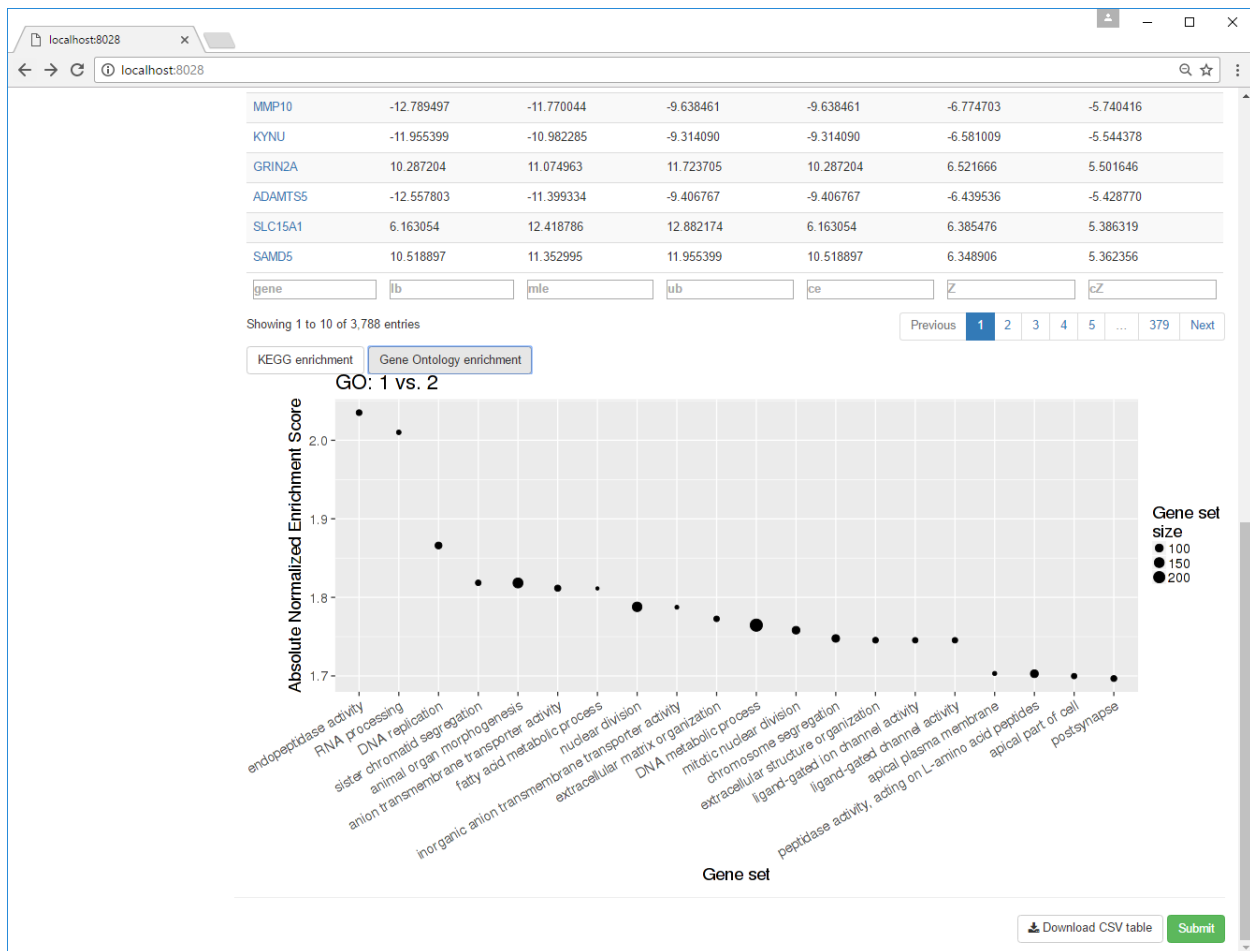 localhost:8028
localhost:8028
MMP10 -12.789497 -11.770044 -9.638461 -9.638461 -6.774703 -5.740416
KYNU -11.955399 -10.982285 -9.314090 -9.314090 -6.581009 -5.544378
GRIN2A 10.287204 11.074963 11.723705 10.287204 6.521666 5.501646
ADAMTS5 -12.557803 -11.399334 -9.406767 -9.406767 -6.439536 -5.428770
SLC15A1 6.163054 12.418786 12.882174 6.163054 6.385476 5.386319
SAMD5 10.518897 11.352995 11.955399 10.518897 6.348906 5.362356
gene lb mle ub ce Z cZ
Showing 1 to 10 of 3,788 entries
Previous 1 2 3 4 5 ... 379 Next
KEGG enrichment Gene Ontology enrichment
GO: 1 vs. 2
Absolute Normalized Enrichment Score
2.0
1.9
1.8
1.7
Gene set
size
100
150
200
endopeptidase activity
RNA processing
DNA replication
sister chromatid segregation
animal organ morphogenesis
anion transmembrane transporter activity
fatty acid metabolic process
nuclear division
inorganic anion transmembrane transporter activity
extracellular matrix organization
DNA metabolic process
mitotic nuclear division
chromosome segregation
extracellular structure organization
ligand-gated ion channel activity
ligand-gated channel activity
apical plasma membrane
peptidase activity, acting on L-amino acid peptides
apical part of cell
postsynapse
Gene set
Download CSV table Submit